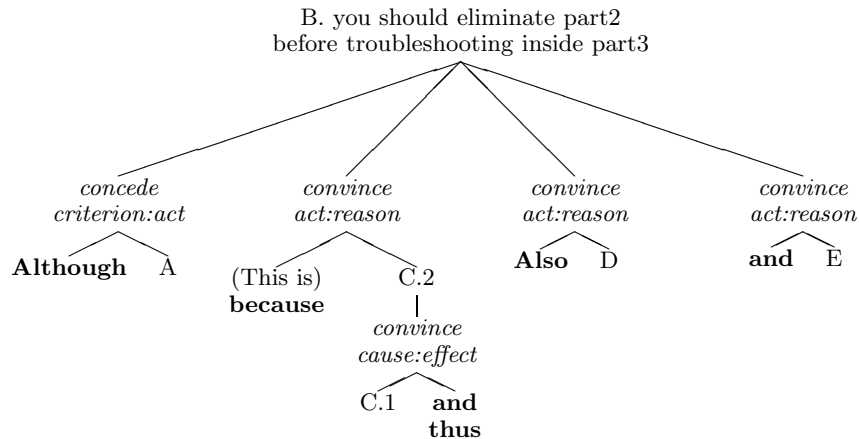 B. you should eliminate part2
before troubleshooting inside part3
concede convince convince convince
criterion:act act:reason act:reason act:reason
Although A (This is) C.2 Also D and E
because
convince
cause:effect
C.1 and
thus